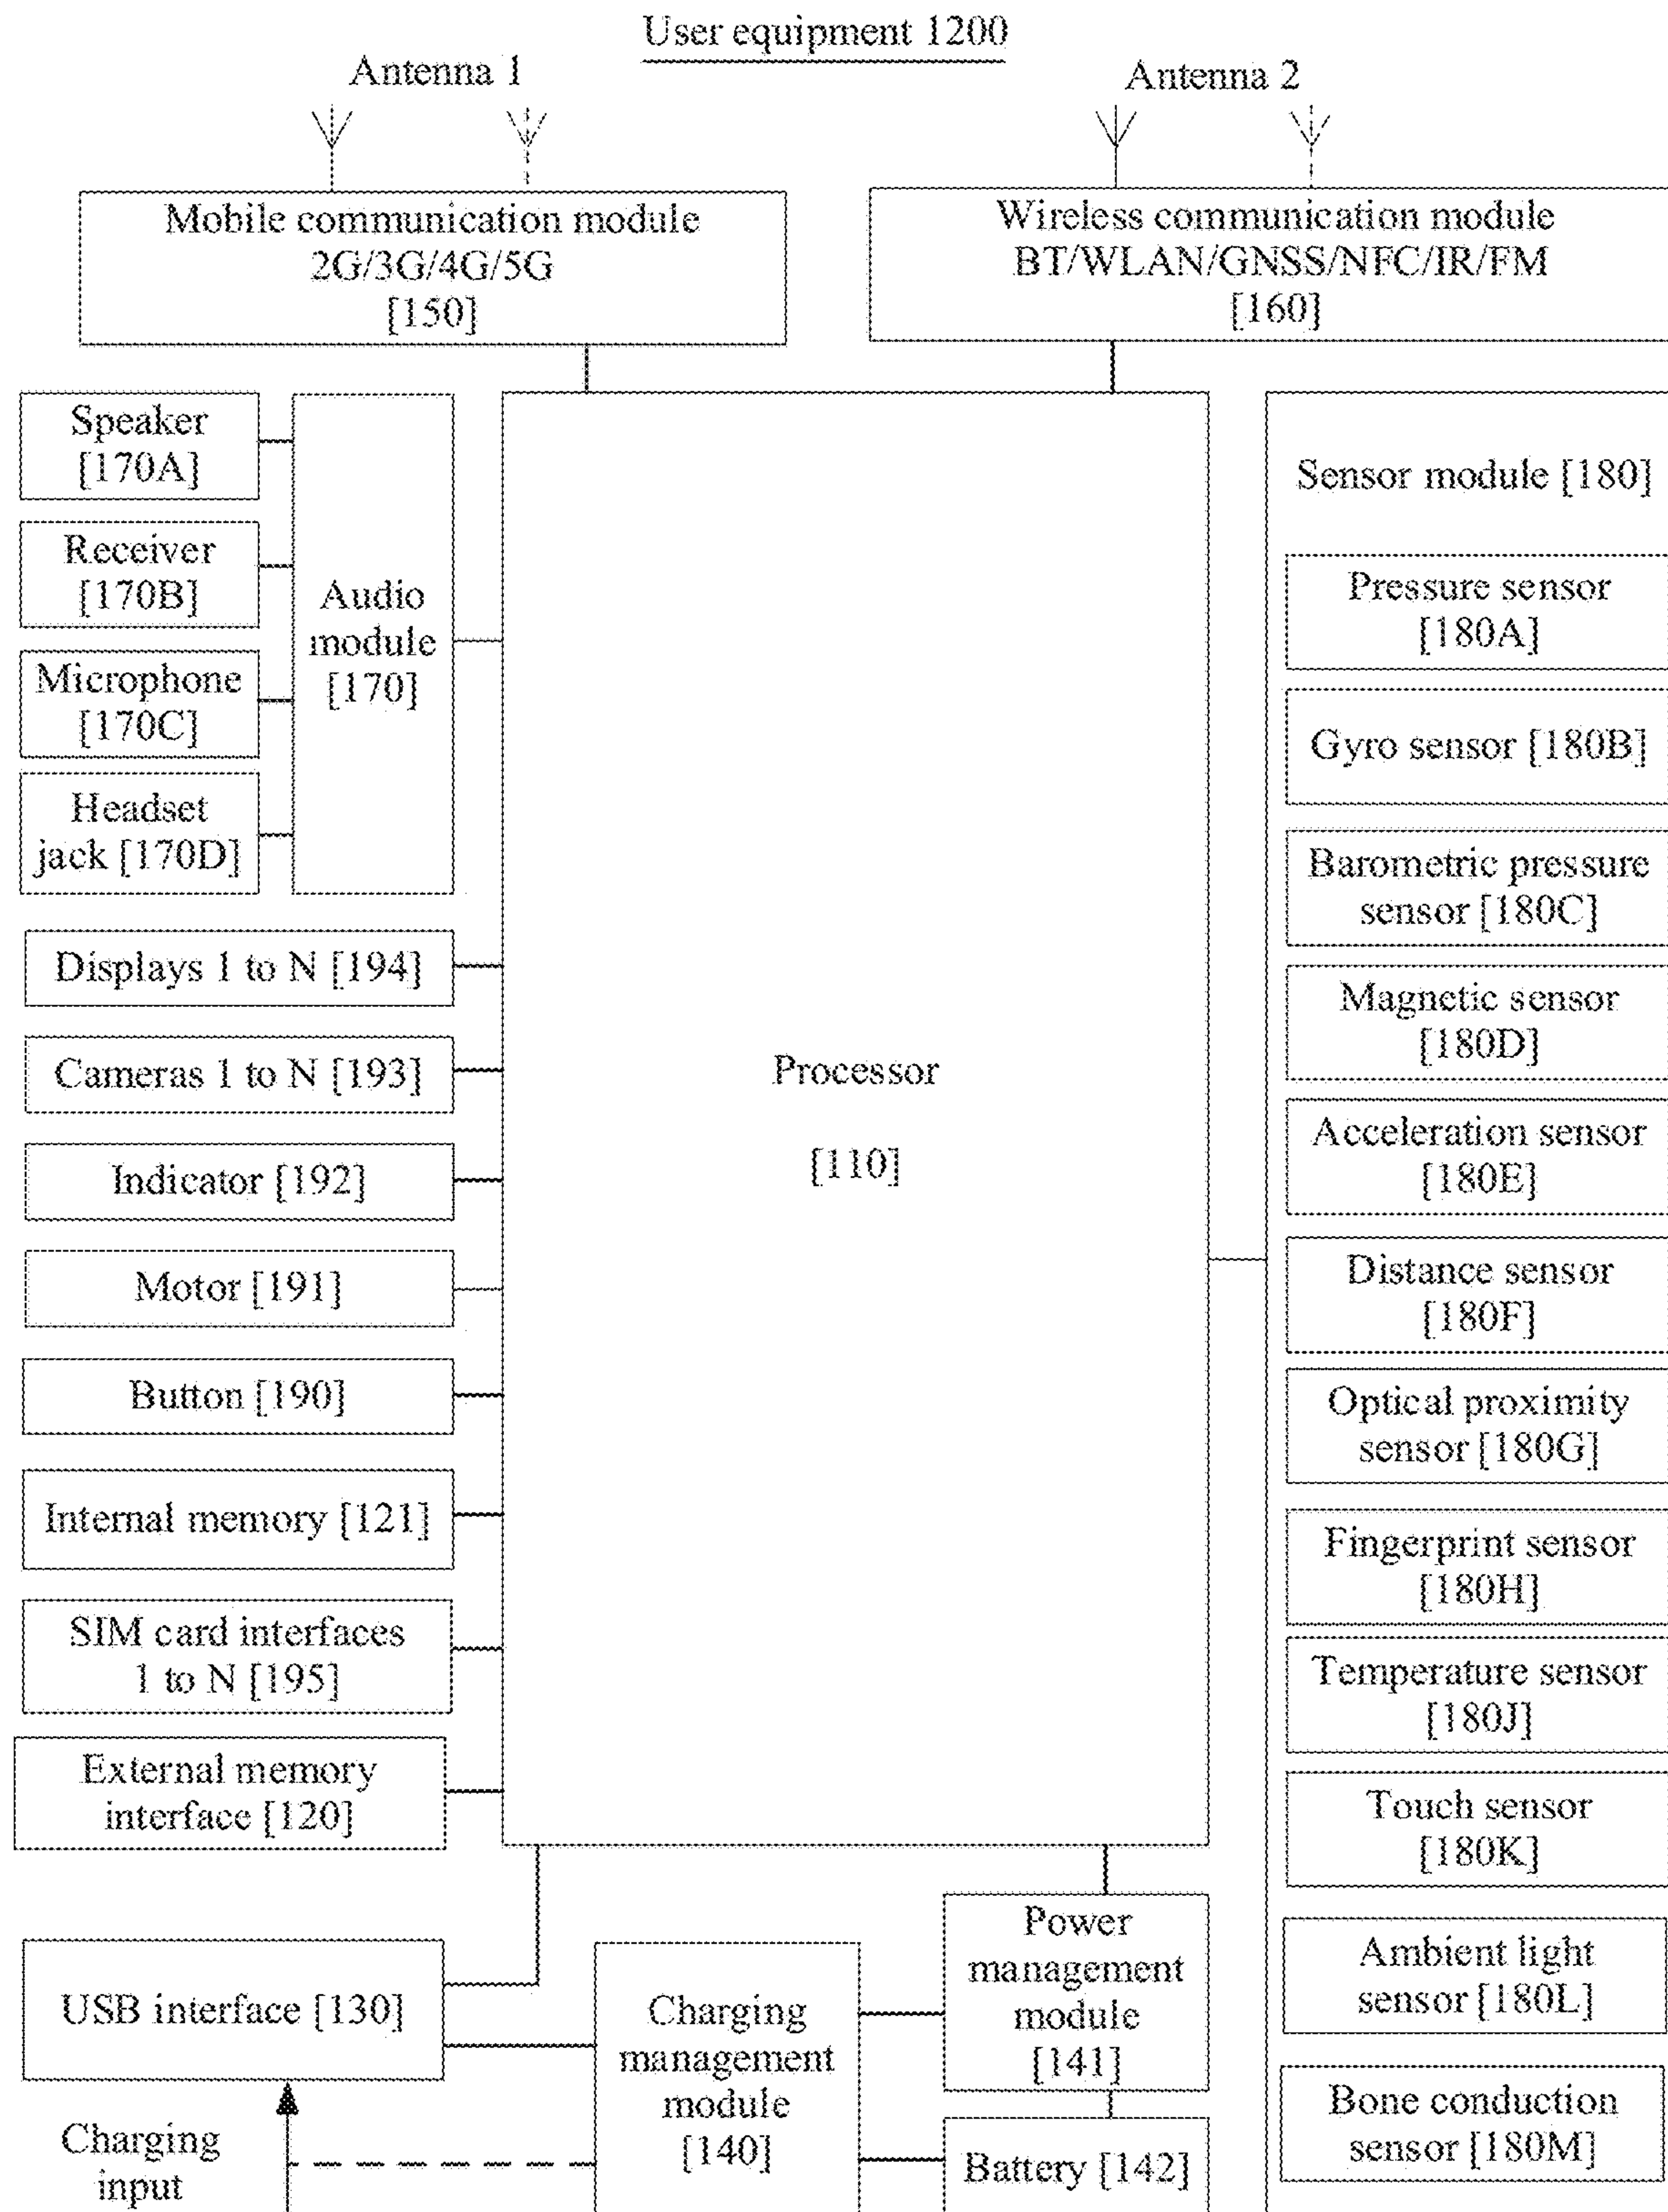 User equipment 1200
Antenna 1
Antenna 2
Mobile communication module
2G/3G/4G/5G
[150]
Wireless communication module
BT/WLAN/GNSS/NFC/IR/FM
[160]
Speaker
[170A]
Receiver
[170B]
Microphone
[170C]
Headset
jack [170D]
Audio
module
[170]
Displays 1 to N [194]
Cameras 1 to N [193]
Indicator [192]
Motor [191]
Button [190]
Internal memory [121]
SIM card interfaces
1 to N [195]
External memory
interface [120]
Processor
[110]
Sensor module [180]
Pressure sensor
[180A]
Gyro sensor [180B]
Barometric pressure
sensor [180C]
Magnetic sensor
[180D]
Acceleration sensor
[180E]
Distance sensor
[180F]
Optical proximity
sensor [180G]
Fingerprint sensor
[180H]
Temperature sensor
[180J]
Touch sensor
[180K]
Ambient light
sensor [180L]
Bone conduction
sensor [180M]
USB interface [130]
Charging
input
Charging
management
module
[140]
Power
management
module
[141]
Battery [142]